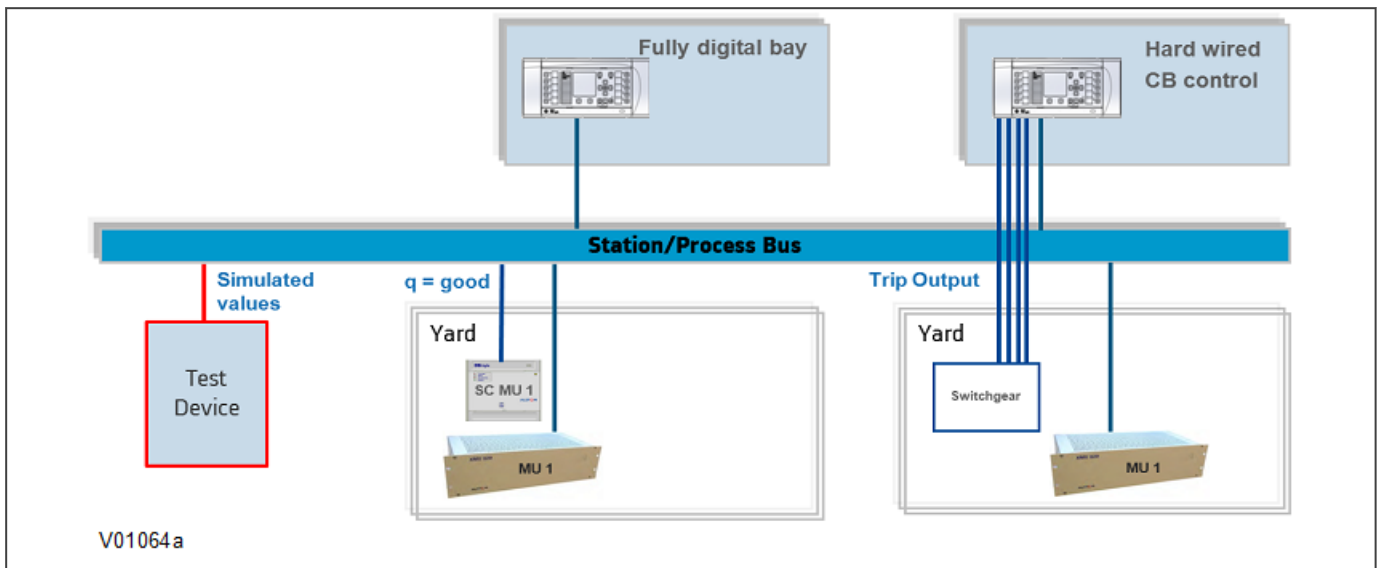 Fully digital bay
Hard wired
CB control
Station/Process Bus
Simulated
values
q = good
Trip Output
Test
Device
Yard
SC MU 1
MU 1
Yard
Switchgear
MU 1
V01064a